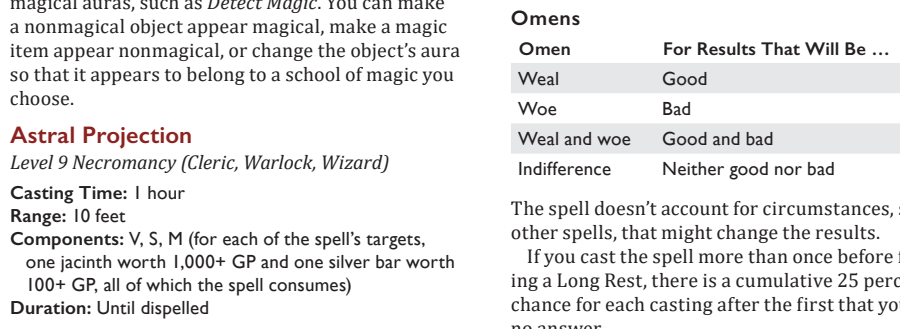 magical auras, such as Detect Magic. You can make
a nonmagical object appear magical, make a magic
item appear nonmagical, or change the object’s aura
so that it appears to belong to a school of magic you
choose.
Astral Projection
Level 9 Necromancy (Cleric, Warlock, Wizard)
Casting Time: 1 hour
Range: 10 feet
Components: V, S, M (for each of the spell’s targets,
one jacinth worth 1,000+ GP and one silver bar worth
100+ GP, all of which the spell consumes)
Duration: Until dispelled
Omens
Omen For Results That Will Be …
Weal Good
Woe Bad
Weal and woe Good and bad
Indifference Neither good nor bad
The spell doesn’t account for circumstances,
other spells, that might change the results.
If you cast the spell more than once before
ing a Long Rest, there is a cumulative 25
chance for each casting after the first that
no answer.